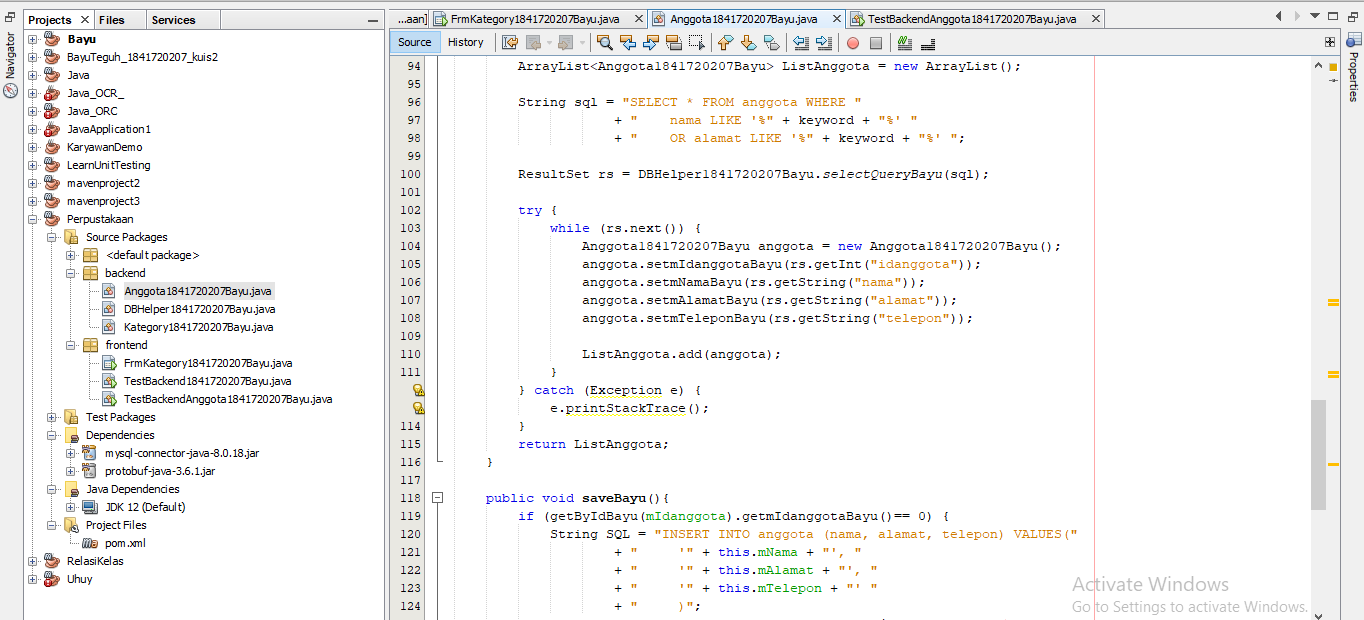 Projects × Files Services
Navigator
Bayu
BayuTeguh_1841720207_kuis2
Java
Java_OCR_
Java_ORC
JavaApplication1
KaryawanDemo
LearnUnitTesting
mavenproject2
mavenproject3
Perpustakaan
Source Packages
<default package>
backend
Anggota1841720207Bayu.java
DBHelper1841720207Bayu.java
Kategory1841720207Bayu.java
frontend
FrmKategory1841720207Bayu.java
TestBackend1841720207Bayu.java
TestBackendAnggota1841720207Bayu.java
Test Packages
Dependencies
mysql-connector-java-8.0.18.jar
protobuf-java-3.6.1.jar
Java Dependencies
JDK 12 (Default)
Project Files
pom.xml
RelasiKelas
Uhuy
...aan] FrmKategory1841720207Bayu.java × Anggota1841720207Bayu.java × TestBackendAnggota1841720207Bayu.java ×
Source History
94 ArrayList<Anggota1841720207Bayu> ListAnggota = new ArrayList();
95
96 String sql = "SELECT * FROM anggota WHERE "
97 + "    nama LIKE '%" + keyword + "%' "
98 + "    OR alamat LIKE '%" + keyword + "%' ";
99
100 ResultSet rs = DBHelper1841720207Bayu.selectQueryBayu(sql);
101
102 try {
103 while (rs.next()) {
104 Anggota1841720207Bayu anggota = new Anggota1841720207Bayu();
105 anggota.setmIdanggotaBayu(rs.getInt("idanggota"));
106 anggota.setmNamaBayu(rs.getString("nama"));
107 anggota.setmAlamatBayu(rs.getString("alamat"));
108 anggota.setmTeleponBayu(rs.getString("telepon"));
109
110 ListAnggota.add(anggota);
111 }
} catch (Exception e) {
e.printStackTrace();
114 }
115 return ListAnggota;
116 }
117
118 public void saveBayu(){
119 if (getByIdBayu(mIdanggota).getmIdanggotaBayu()== 0) {
120 String SQL = "INSERT INTO anggota (nama, alamat, telepon) VALUES("
121 + "     '" + this.mNama + "', "
122 + "     '" + this.mAlamat + "', "
123 + "     '" + this.mTelepon + "' "
124 + "     )";
Properties
Activate Windows
Go to Settings to activate Windows.